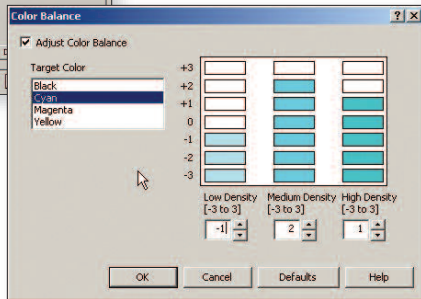 Color Balance
Adjust Color Balance
Target Color
Black
Cyan
Magenta
Yellow
+3
+2
+1
0
-1
-2
-3
Low Density Medium Density High Density
[-3 to 3] [-3 to 3] [-3 to 3]
-1 2 1
OK Cancel Defaults Help